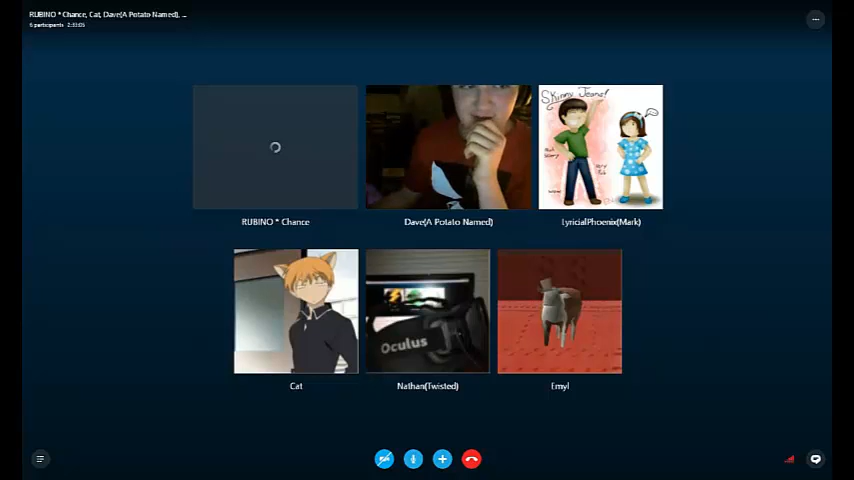 RUBINO * Chance, Cat, Dave(A Potato Named), ...
6 participants 2:33:05
Skinny Jeans!
RUBINO * Chance
Dave(A Potato Named)
LyricialPhoenix(Mark)
Oculus
Cat
Nathan(Twisted)
Emyl